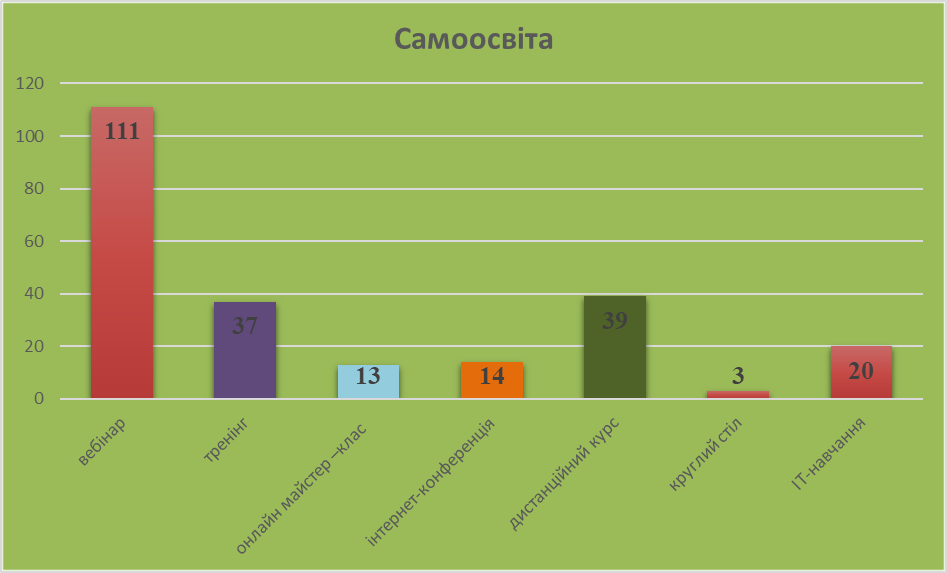 Самоосвіта
120
100
80
60
40
20
0
111
37
13
14
39
3
20
вебінар
тренінг
онлайн майстер –клас
інтернет-конференція
дистанційний курс
круглий стіл
ІТ-навчання